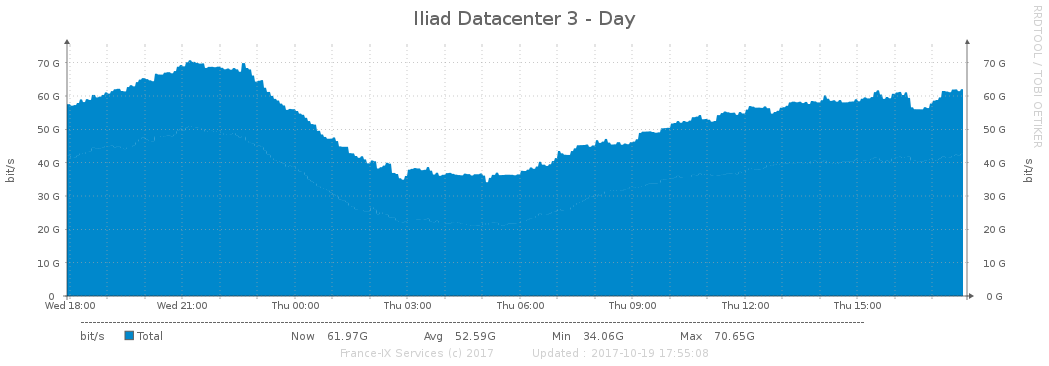 Iliad Datacenter 3 - Day
RRDTOOL / TOBI OETIKER
bit/s
bit/s
70 G 70 G
60 G 60 G
50 G 50 G
40 G 40 G
30 G 30 G
20 G 20 G
10 G 10 G
0 0 G
Wed 18:00 Wed 21:00 Thu 00:00 Thu 03:00 Thu 06:00 Thu 09:00 Thu 12:00 Thu 15:00
bit/s Total Now 61.97G Avg 52.59G Min 34.06G Max 70.65G
France-IX Services (c) 2017 Updated : 2017-10-19 17:55:08